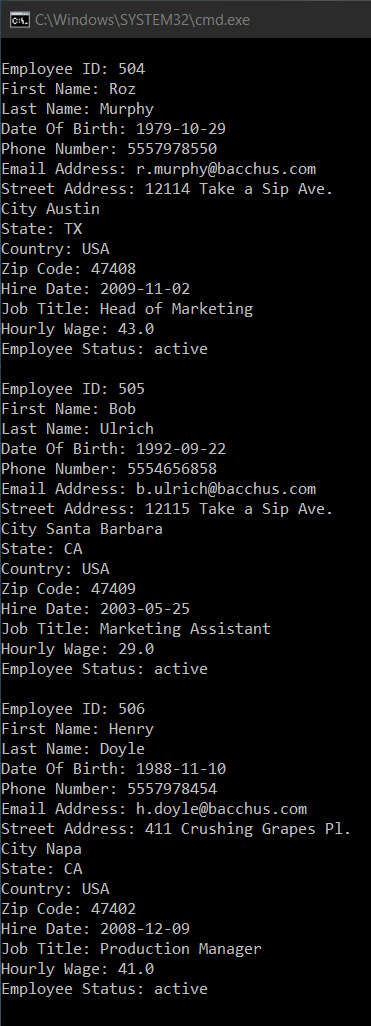 C:\Windows\SYSTEM32\cmd.exe
Employee ID: 504
First Name: Roz
Last Name: Murphy
Date Of Birth: 1979-10-29
Phone Number: 5557978550
Email Address: r.murphy@bacchus.com
Street Address: 12114 Take a Sip Ave.
City Austin
State: TX
Country: USA
Zip Code: 47408
Hire Date: 2009-11-02
Job Title: Head of Marketing
Hourly Wage: 43.0
Employee Status: active
Employee ID: 505
First Name: Bob
Last Name: Ulrich
Date Of Birth: 1992-09-22
Phone Number: 5554656858
Email Address: b.ulrich@bacchus.com
Street Address: 12115 Take a Sip Ave.
City Santa Barbara
State: CA
Country: USA
Zip Code: 47409
Hire Date: 2003-05-25
Job Title: Marketing Assistant
Hourly Wage: 29.0
Employee Status: active
Employee ID: 506
First Name: Henry
Last Name: Doyle
Date Of Birth: 1988-11-10
Phone Number: 5557978454
Email Address: h.doyle@bacchus.com
Street Address: 411 Crushing Grapes Pl.
City Napa
State: CA
Country: USA
Zip Code: 47402
Hire Date: 2008-12-09
Job Title: Production Manager
Hourly Wage: 41.0
Employee Status: active